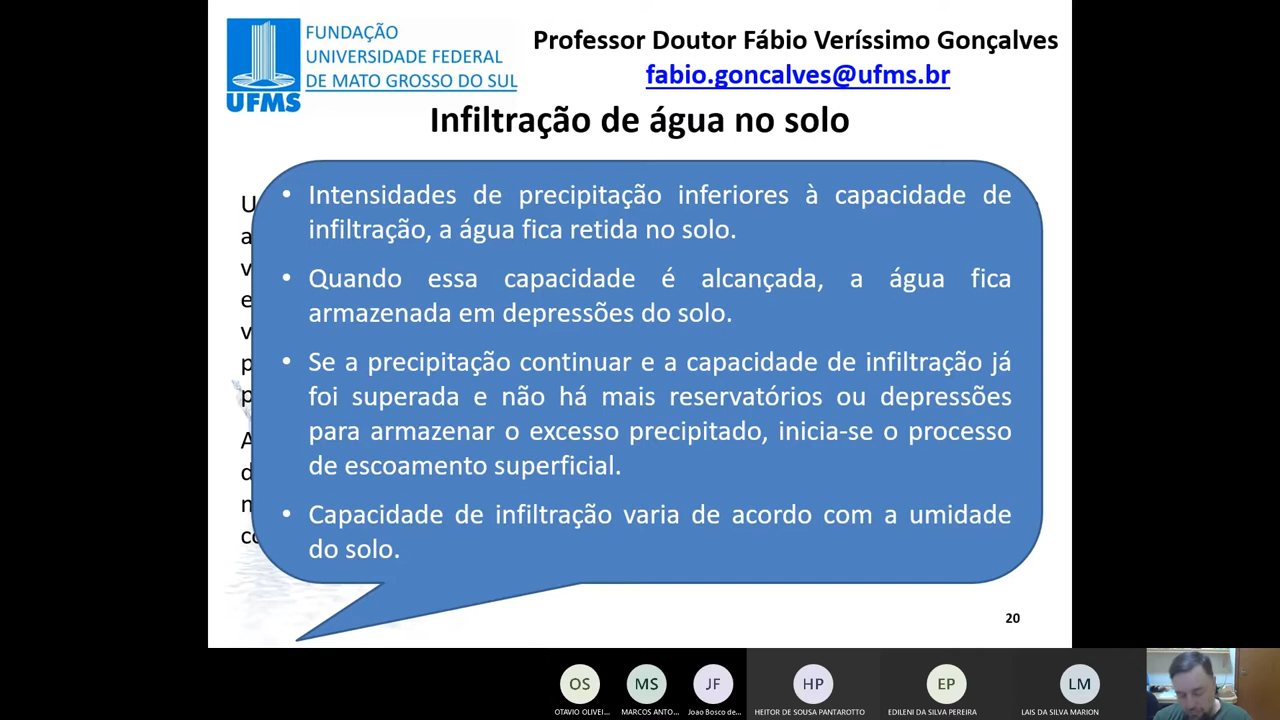 FUNDAÇÃO
UNIVERSIDADE FEDERAL
DE MATO GROSSO DO SUL
UFMS
Professor Doutor Fábio Veríssimo Gonçalves
fabio.goncalves@ufms.br
Infiltração de água no solo
• Intensidades de precipitação inferiores à capacidade de
infiltração, a água fica retida no solo.
• Quando essa capacidade é alcançada, a água fica
armazenada em depressões do solo.
• Se a precipitação continuar e a capacidade de infiltração já
foi superada e não há mais reservatórios ou depressões
para armazenar o excesso precipitado, inicia-se o processo
de escoamento superficial.
• Capacidade de infiltração varia de acordo com a umidade
do solo.
20
OS
MS
JF
HP
EP
LM
OTAVIO OLIVEI...
MARCOS ANTO...
Joao Bosco de...
HEITOR DE SOUSA PANTAROTTO
EDILENI DA SILVA PEREIRA
LAIS DA SILVA MARION